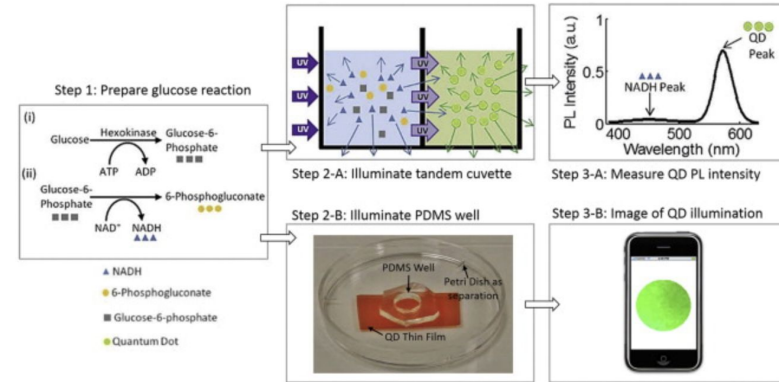 Step 1: Prepare glucose reaction
(i)
Glucose
Hexokinase
Glucose-6-
Phosphate
ATP
ADP
(ii)
Glucose-6-
Phosphate
6-Phosphogluconate
NAD⁺
NADH
NADH
6-Phosphogluconate
Glucose-6-phosphate
Quantum Dot
UV
UV
UV
UV
UV
UV
Step 2-A: Illuminate tandem cuvette
PL Intensity (a.u.)
1
0.5
0
QD
Peak
NADH Peak
400
500
600
Wavelength (nm)
Step 3-A: Measure QD PL intensity
Step 2-B: Illuminate PDMS well
PDMS Well
Petri Dish as
separation
QD Thin Film
Step 3-B: Image of QD illumination